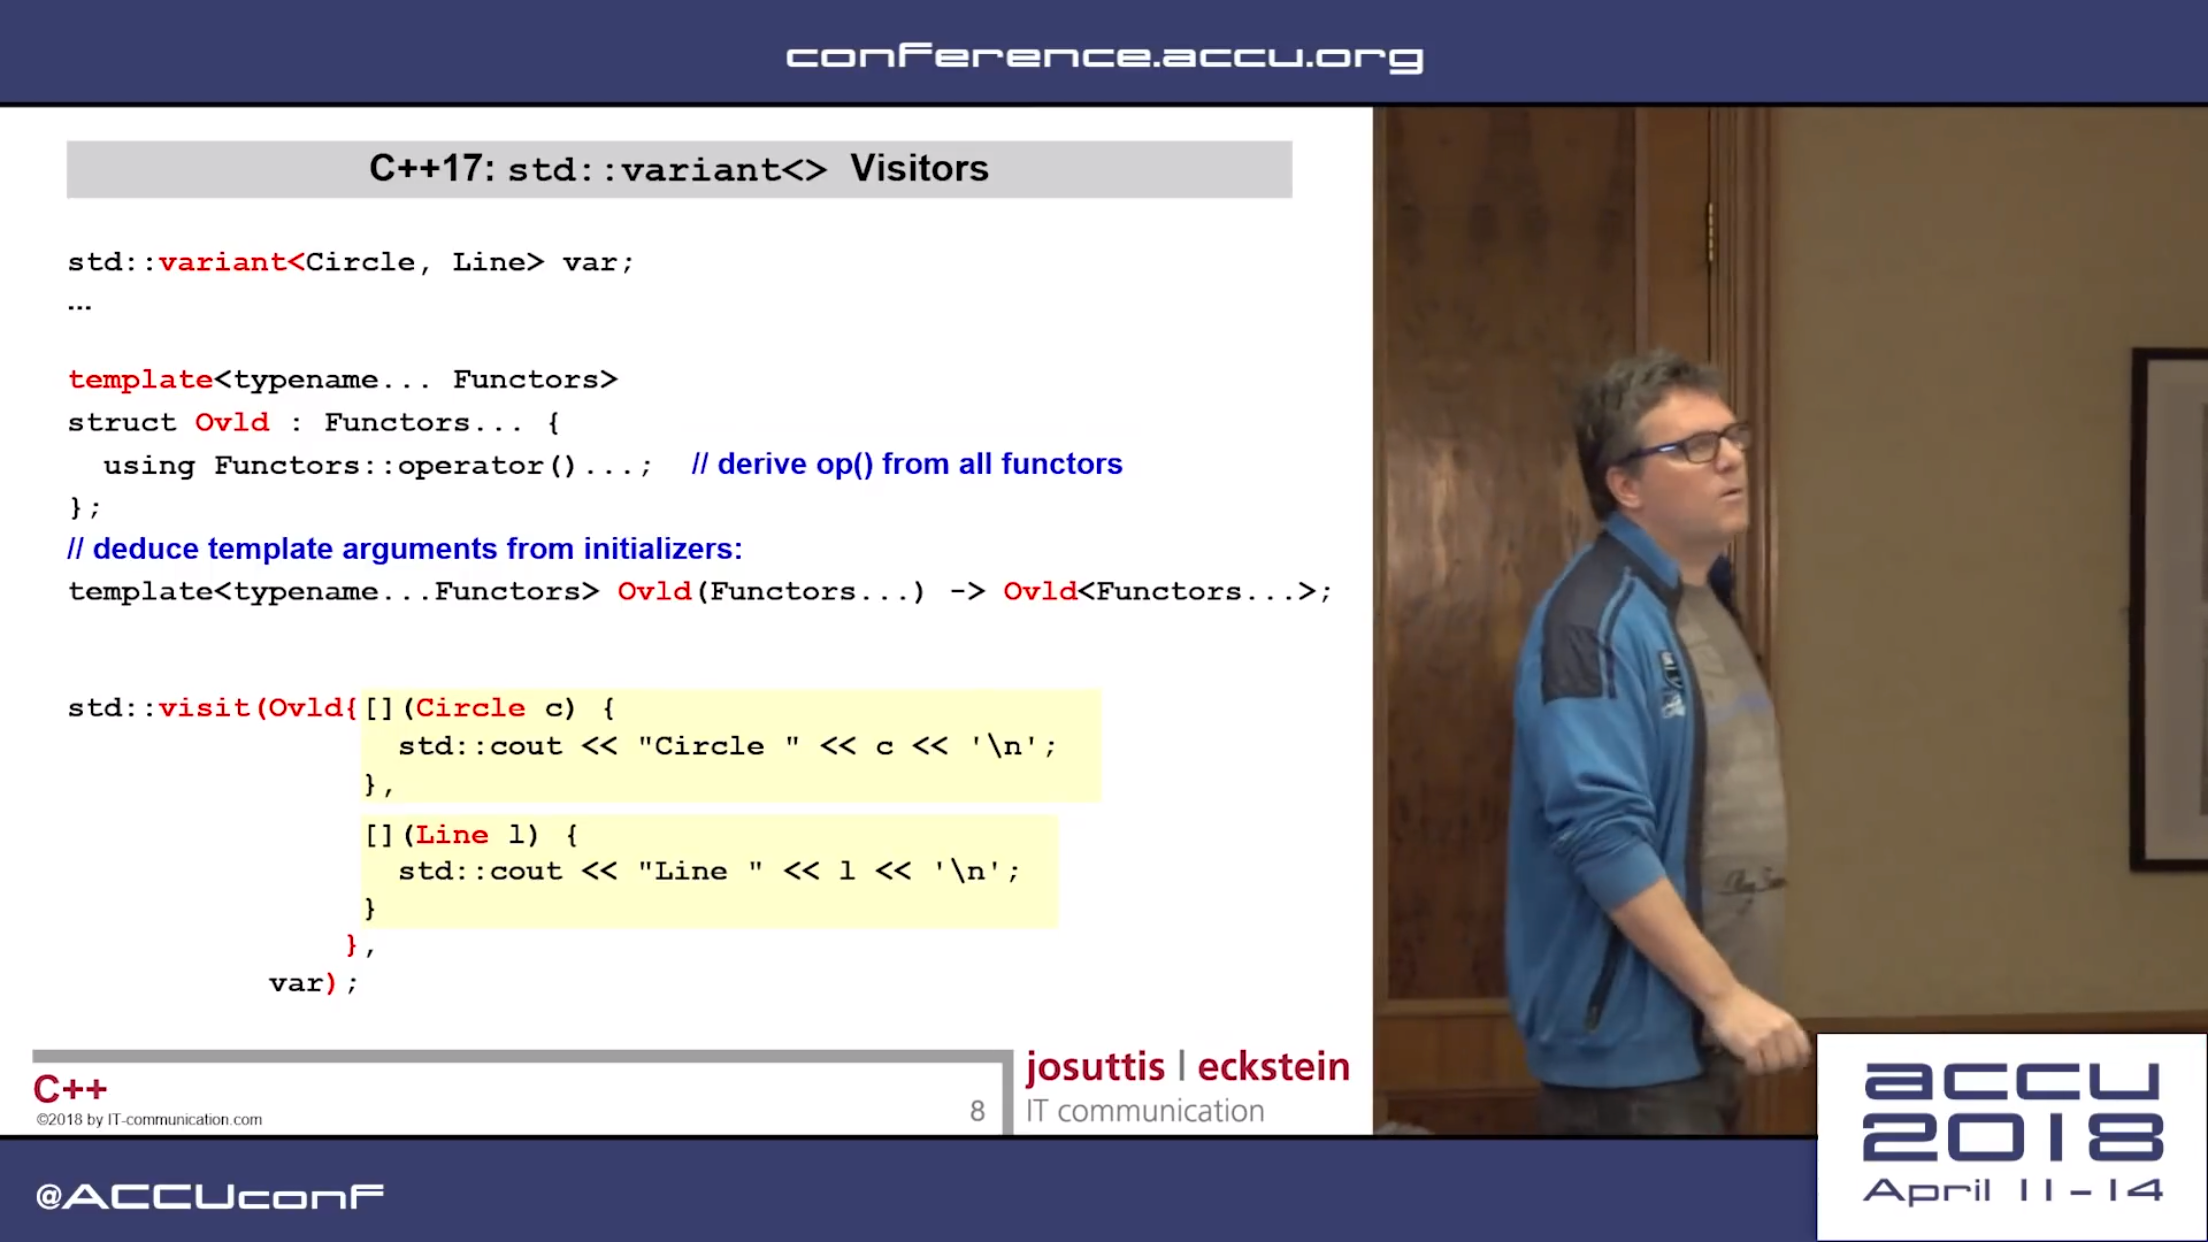 conference.accu.org
C++17: std::variant<> Visitors
std::variant<Circle, Line> var;
...
template<typename... Functors>
struct Ovld : Functors... {
using Functors::operator()...; // derive op() from all functors
};
// deduce template arguments from initializers:
template<typename...Functors> Ovld(Functors...) -> Ovld<Functors...>;
std::visit(Ovld{[](Circle c) {
std::cout << "Circle " << c << '\n';
},
[](Line l) {
std::cout << "Line " << l << '\n';
}
},
var);
C++
©2018 by IT-communication.com
8
josuttis | eckstein
IT communication
@ACCUconf
accu
2018
April 11-14